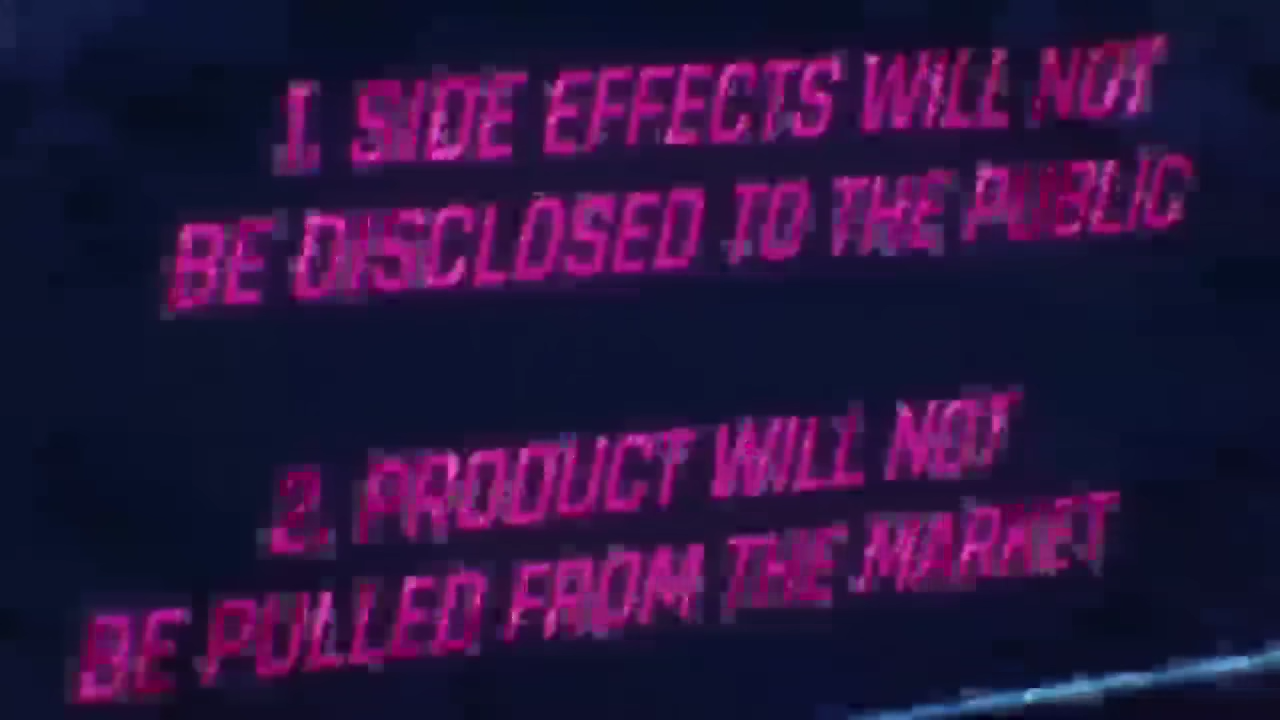 1. SIDE EFFECTS WILL NOT
BE DISCLOSED TO THE PUBLIC
2. PRODUCT WILL NOT
BE PULLED FROM THE MARKET